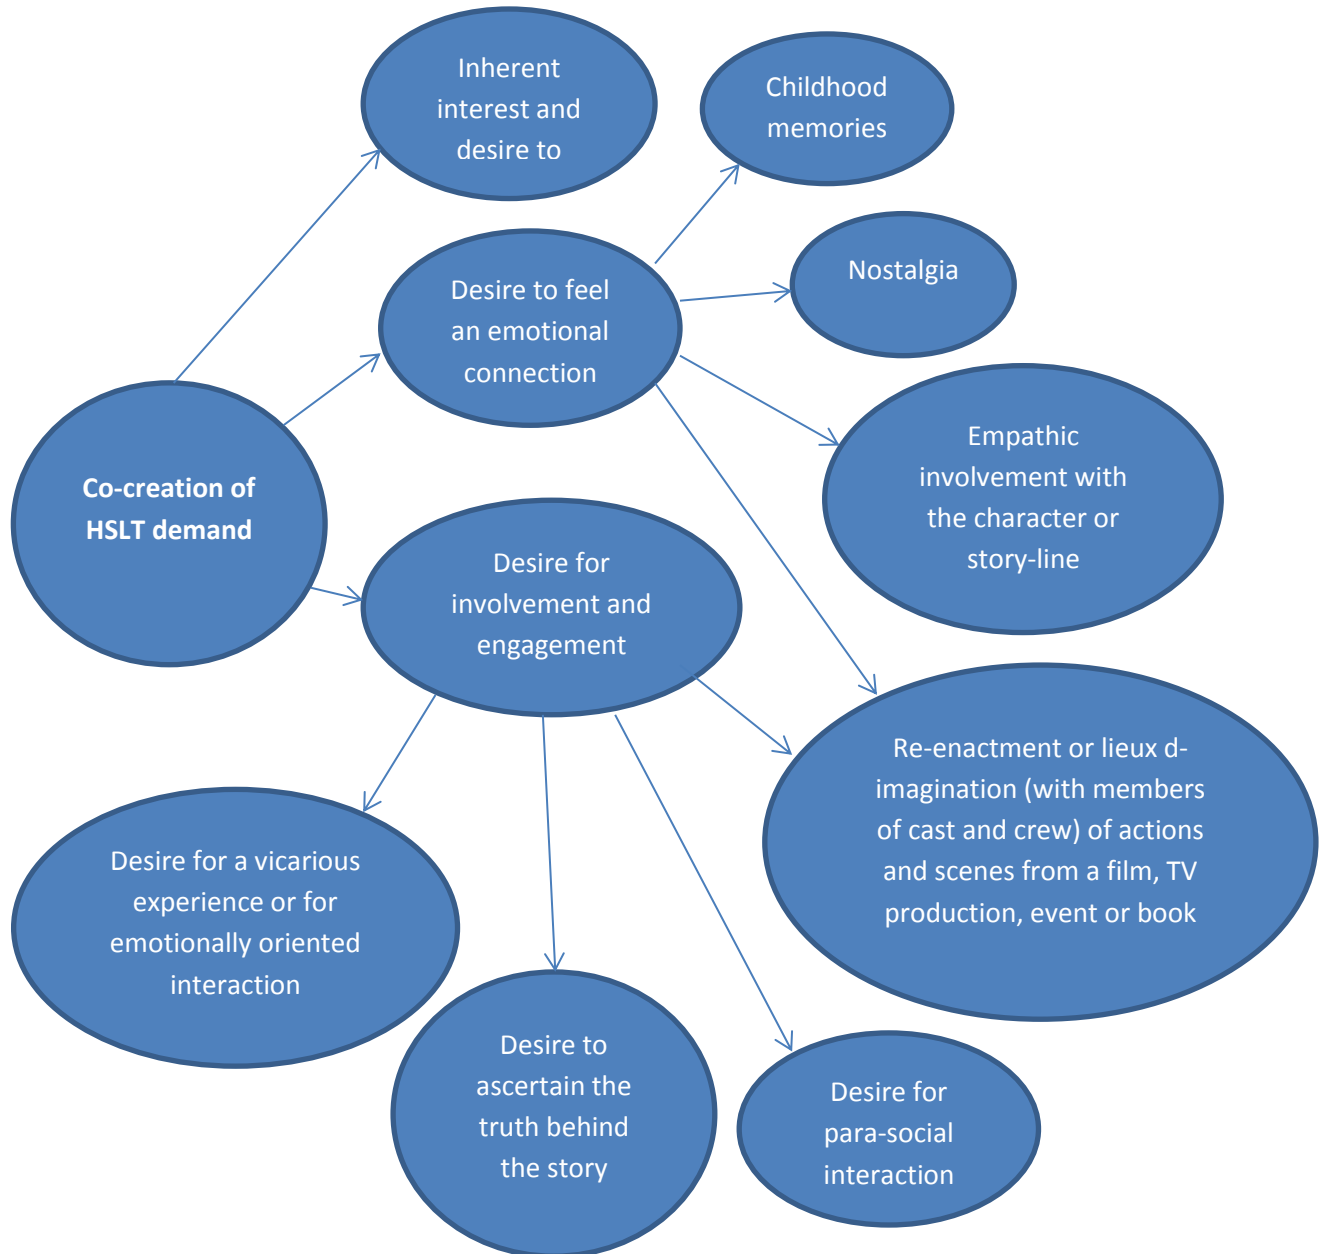 Inherent
interest and
desire to
Childhood
memories
Nostalgia
Desire to feel
an emotional
connection
Empathic
involvement with
the character or
story-line
Co-creation of
HSLT demand
Desire for
involvement and
engagement
Re-enactment or lieux d-
imagination (with members
of cast and crew) of actions
and scenes from a film, TV
production, event or book
Desire for a vicarious
experience or for
emotionally oriented
interaction
Desire to
ascertain the
truth behind
the story
Desire for
para-social
interaction